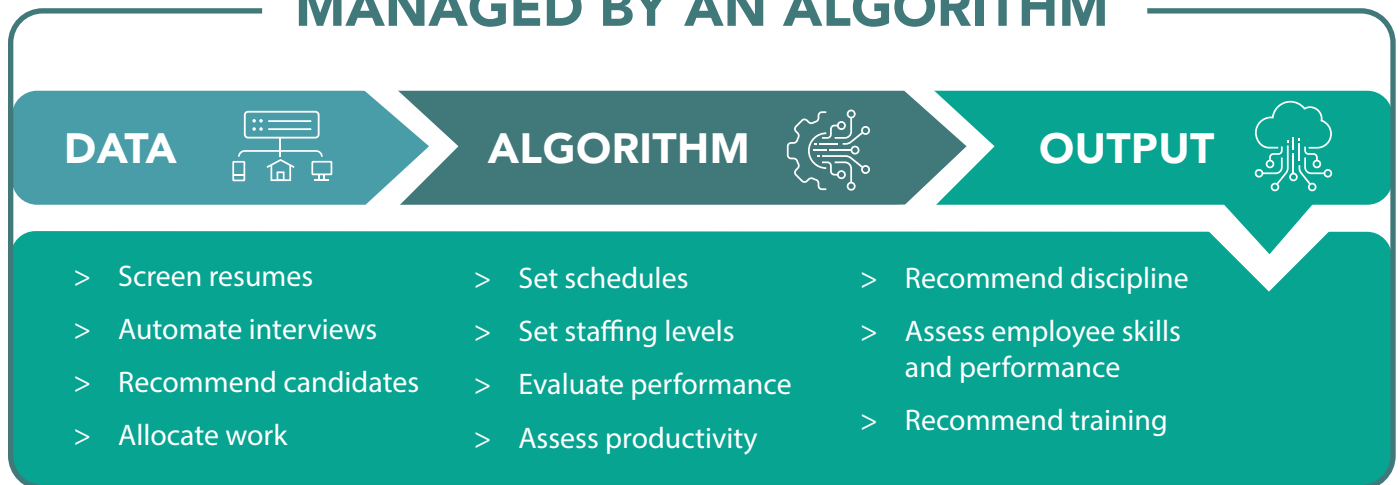 MANAGED BY AN ALGORITHM
DATA
ALGORITHM
OUTPUT
> Screen resumes
> Automate interviews
> Recommend candidates
> Allocate work
> Set schedules
> Set staffing levels
> Evaluate performance
> Assess productivity
> Recommend discipline
> Assess employee skills
and performance
> Recommend training